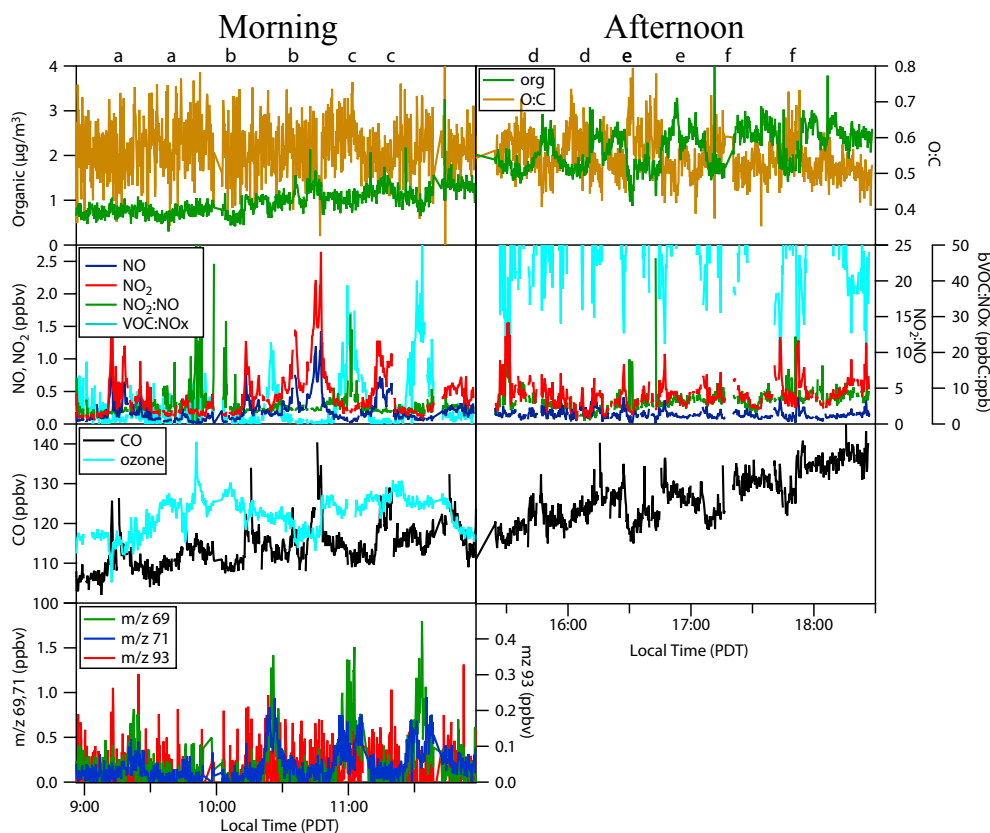 Morning Afternoon
a a b b c c d d e e f f
4
3
2
1
0
Organic (µg/m³)
org
O:C
0.8
0.7
0.6
0.5
0.4
O:C
2.5
2.0
1.5
1.0
0.5
0.0
NO, NO₂ (ppbv)
NO
NO₂
NO₂:NO
VOC:NOx
25
20
15
10
5
0
NO₂:NO
50
40
30
20
10
0
bVOC:NOx (ppbC:ppb)
140
130
120
110
100
CO (ppbv)
CO
ozone
16:00 17:00 18:00
Local Time (PDT)
1.5
1.0
0.5
0.0
m/z 69,71 (ppbv)
m/z 69
m/z 71
m/z 93
0.4
0.3
0.2
0.1
0.0
mz 93 (ppbv)
9:00 10:00 11:00
Local Time (PDT)